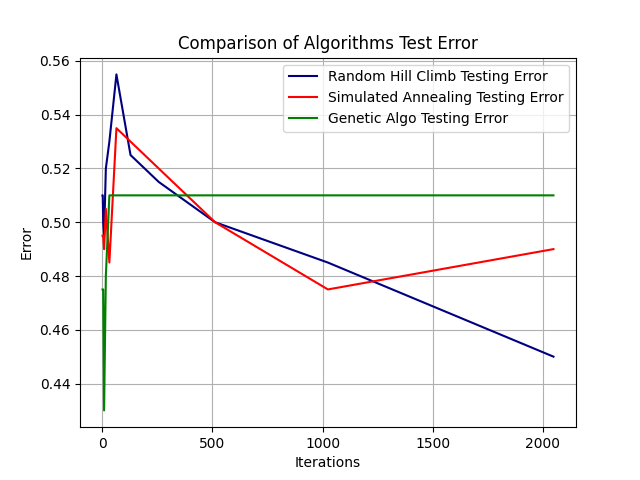 Comparison of Algorithms Test Error
Random Hill Climb Testing Error
Simulated Annealing Testing Error
Genetic Algo Testing Error
0.56
0.54
0.52
0.50
0.48
0.46
0.44
Error
0 500 1000 1500 2000
Iterations